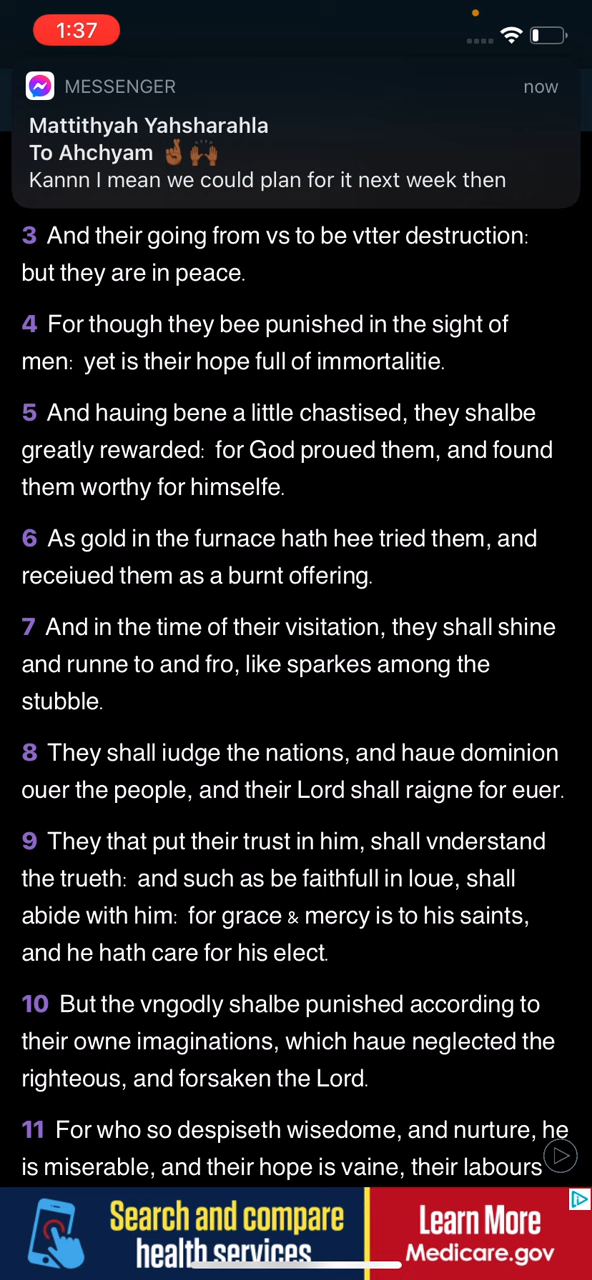 1:37
MESSENGER
now
Mattithyah Yahsharahla
To Ahchyam 🤞🏾🙌🏾
Kannn I mean we could plan for it next week then
3 And their going from vs to be vtter destruction:
but they are in peace.
4 For though they bee punished in the sight of
men: yet is their hope full of immortalitie.
5 And hauing bene a little chastised, they shalbe
greatly rewarded: for God proued them, and found
them worthy for himselfe.
6 As gold in the furnace hath hee tried them, and
receiued them as a burnt offering.
7 And in the time of their visitation, they shall shine
and runne to and fro, like sparkes among the
stubble.
8 They shall iudge the nations, and haue dominion
ouer the people, and their Lord shall raigne for euer.
9 They that put their trust in him, shall vnderstand
the trueth: and such as be faithfull in loue, shall
abide with him: for grace & mercy is to his saints,
and he hath care for his elect.
10 But the vngodly shalbe punished according to
their owne imaginations, which haue neglected the
righteous, and forsaken the Lord.
11 For who so despiseth wisedome, and nurture, he
is miserable, and their hope is vaine, their labours
Search and compare
health services
Learn More
Medicare.gov